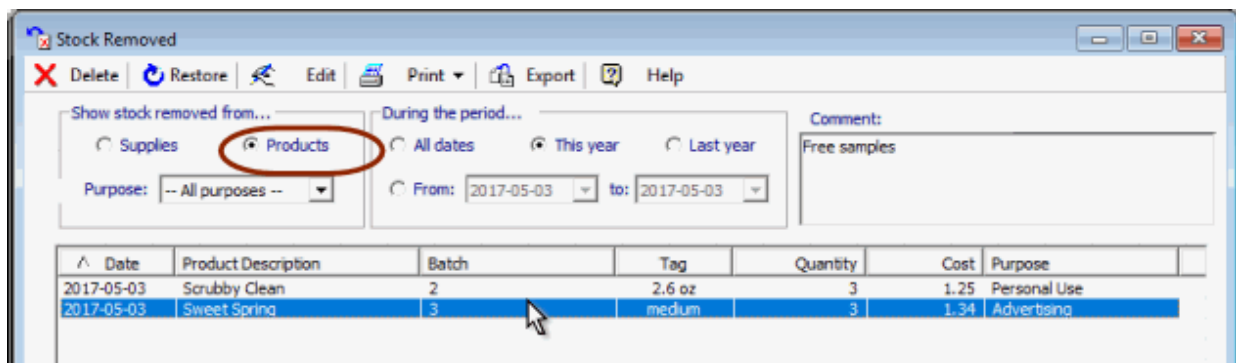 Stock Removed
Delete Restore Edit Print Export Help
Show stock removed from... During the period... Comment:
Supplies Products All dates This year Last year Free samples
Purpose: -- All purposes -- From: 2017-05-03 to: 2017-05-03
Date Product Description Batch Tag Quantity Cost Purpose
2017-05-03 Scrubby Clean 2 2.6 oz 3 1.25 Personal Use
2017-05-03 Sweet Spring 3 medium 3 1.34 Advertising